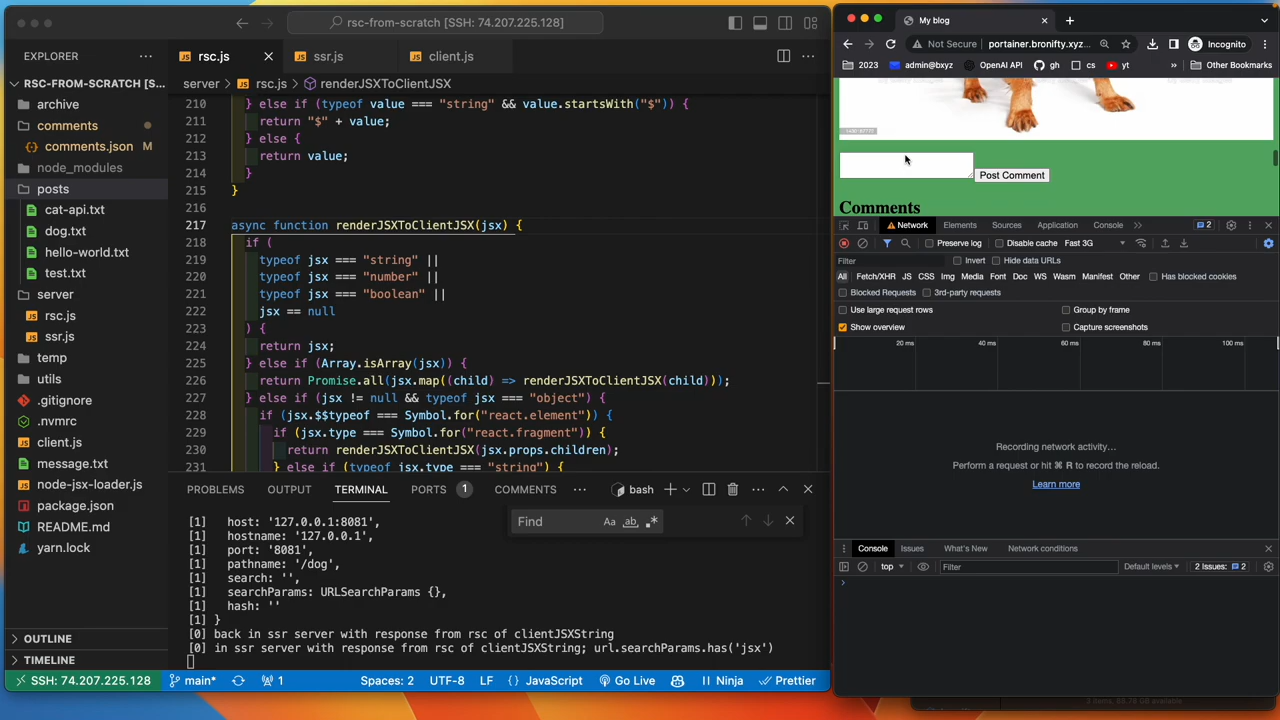 rsc-from-scratch [SSH: 74.207.225.128]
EXPLORER
rsc.js
ssr.js
client.js
RSC-FROM-SCRATCH [S...
server > rsc.js > renderJSXToClientJSX
archive
comments
comments.json M
node_modules
posts
cat-api.txt
dog.txt
hello-world.txt
test.txt
server
rsc.js
ssr.js
temp
utils
.gitignore
.nvmrc
client.js
message.txt
node-jsx-loader.js
package.json
README.md
yarn.lock
OUTLINE
TIMELINE
210 } else if (typeof value === "string" && value.startsWith("$")) {
211 return "$" + value;
212 } else {
213 return value;
214 }
215 }
216
217 async function renderJSXToClientJSX(jsx) {
218 if (
219 typeof jsx === "string" ||
220 typeof jsx === "number" ||
221 typeof jsx === "boolean" ||
222 jsx == null
223 ) {
224 return jsx;
225 } else if (Array.isArray(jsx)) {
226 return Promise.all(jsx.map((child) => renderJSXToClientJSX(child)));
227 } else if (jsx != null && typeof jsx === "object") {
228 if (jsx.$$typeof === Symbol.for("react.element")) {
229 if (jsx.type === Symbol.for("react.fragment")) {
230 return renderJSXToClientJSX(jsx.props.children);
231 } else if (typeof jsx.type === "string") {
PROBLEMS OUTPUT TERMINAL PORTS 1 COMMENTS bash
Find Aa ab
[1] host: '127.0.0.1:8081',
[1] hostname: '127.0.0.1',
[1] port: '8081',
[1] pathname: '/dog',
[1] search: '',
[1] searchParams: URLSearchParams {},
[1] hash: ''
[1] }
[0] back in ssr server with response from rsc of clientJSXString
[0] in ssr server with response from rsc of clientJSXString; url.searchParams.has('jsx')
SSH: 74.207.225.128 main* 1 Spaces: 2 UTF-8 LF {} JavaScript Go Live Ninja Prettier
My blog
Not Secure portainer.bronifty.xyz... Incognito
2023 admin@bxyz OpenAI API gh cs yt » Other Bookmarks
Post Comment
Comments
Network Elements Sources Application Console » 2
Preserve log Disable cache Fast 3G
Filter Invert Hide data URLs
All Fetch/XHR JS CSS Img Media Font Doc WS Wasm Manifest Other Has blocked cookies
Blocked Requests 3rd-party requests
Use large request rows Group by frame
Show overview Capture screenshots
20 ms 40 ms 60 ms 80 ms 100 ms
Recording network activity...
Perform a request or hit ⌘ R to record the reload.
Learn more
Console Issues What's New Network conditions
top Filter Default levels 2 Issues: 2